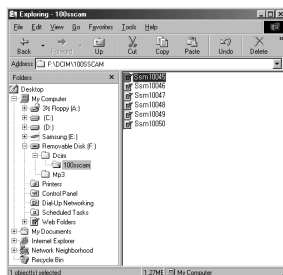 Exploring - 100sscam
File Edit View Go Favorites Tools Help
Back Forward Up Cut Copy Paste Undo Delete
Address F:\DCIM\100SSCAM
Folders
Desktop
My Computer
3½ Floppy (A:)
(C:)
(D:)
Samsung (E:)
Removable Disk (F:)
Dcim
100sscam
Mp3
Printers
Control Panel
Dial-Up Networking
Scheduled Tasks
Web Folders
My Documents
Internet Explorer
Network Neighborhood
Recycle Bin
Ssm10045
Ssm10046
Ssm10047
Ssm10048
Ssm10049
Ssm10050
1 object(s) selected 1.27MB My Computer